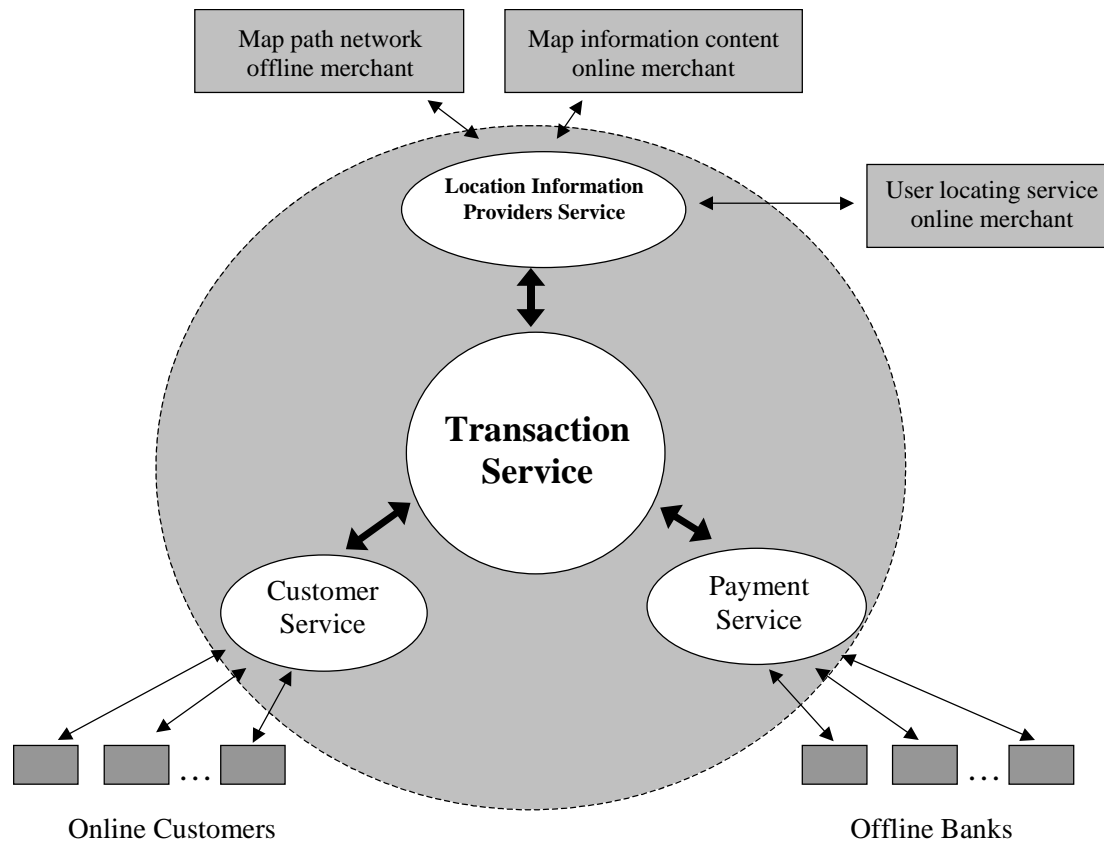 Map path network
offline merchant
Map information content
online merchant
Location Information
Providers Service
User locating service
online merchant
Transaction
Service
Customer
Service
Payment
Service
...
...
Online Customers
Offline Banks